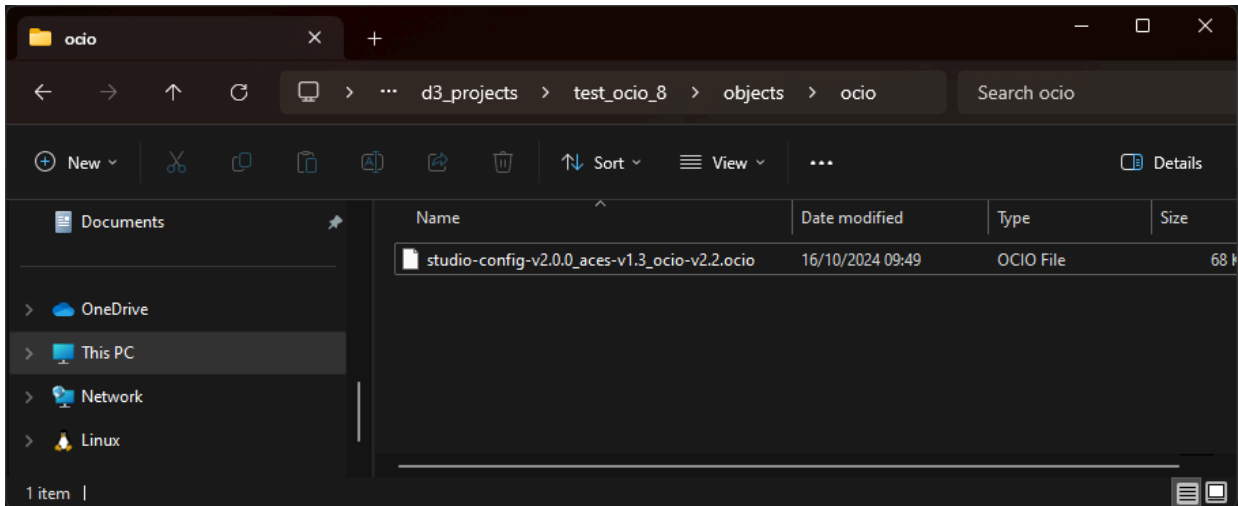 ocio
d3_projects > test_ocio_8 > objects > ocio
Search ocio
New
Sort
View
Details
Documents
OneDrive
This PC
Network
Linux
Name
Date modified
Type
Size
studio-config-v2.0.0_aces-v1.3_ocio-v2.2.ocio
16/10/2024 09:49
OCIO File
68 K
1 item